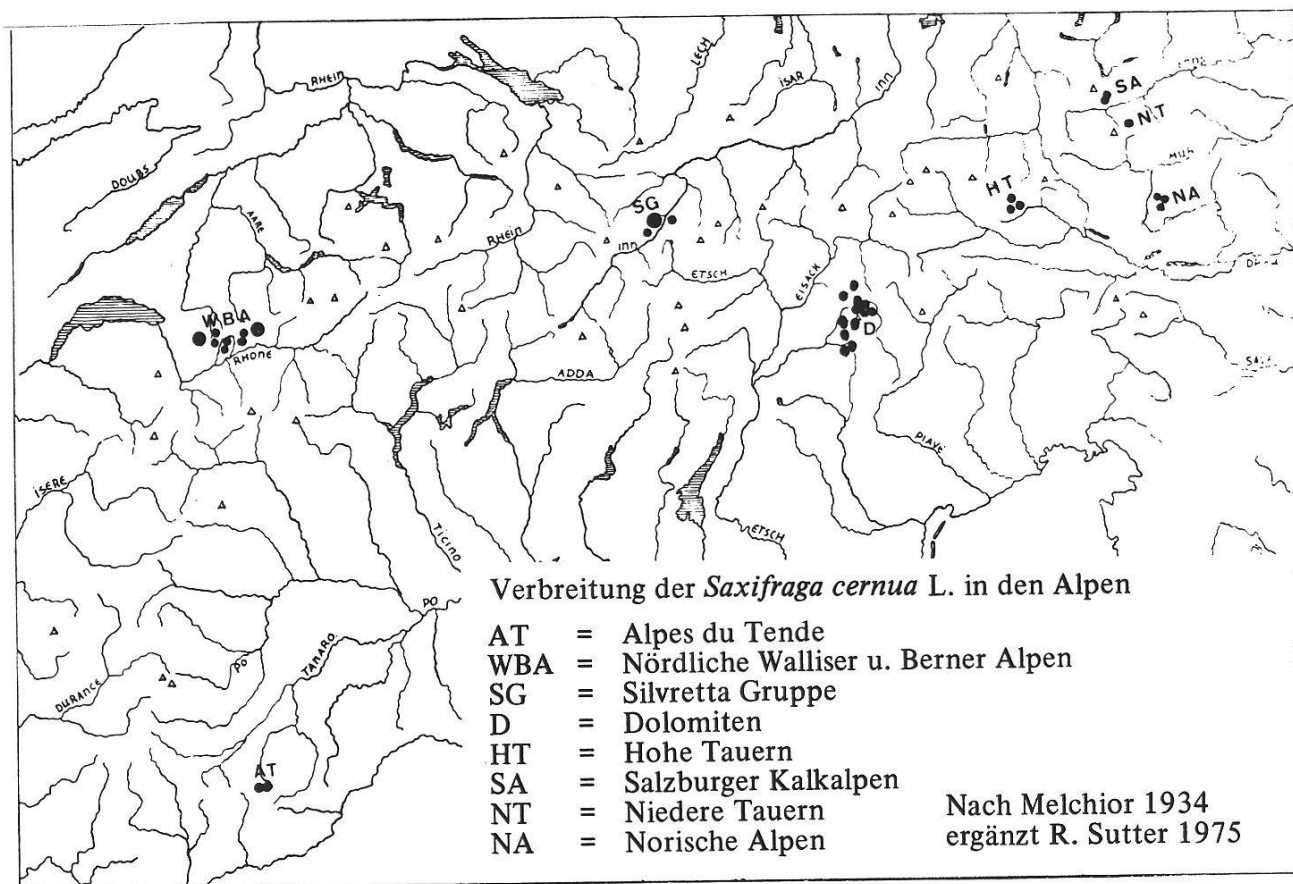 RHEIN
LECH
ISAR
INN
SA
NT
MUR
DOUBS
AARE
SG
HT
NA
RHEIN
INN
ETSCH
EISACK
WBA
D
RHONE
ADDA
PIAVE
ISERE
TICINO
ETSCH
PO
TANARO
PO
DURANCE
AT
Verbreitung der Saxifraga cernua L. in den Alpen
AT = Alpes du Tende
WBA = Nördliche Walliser u. Berner Alpen
SG = Silvretta Gruppe
D = Dolomiten
HT = Hohe Tauern
SA = Salzburger Kalkalpen
NT = Niedere Tauern
NA = Norische Alpen
Nach Melchior 1934
ergänzt R. Sutter 1975